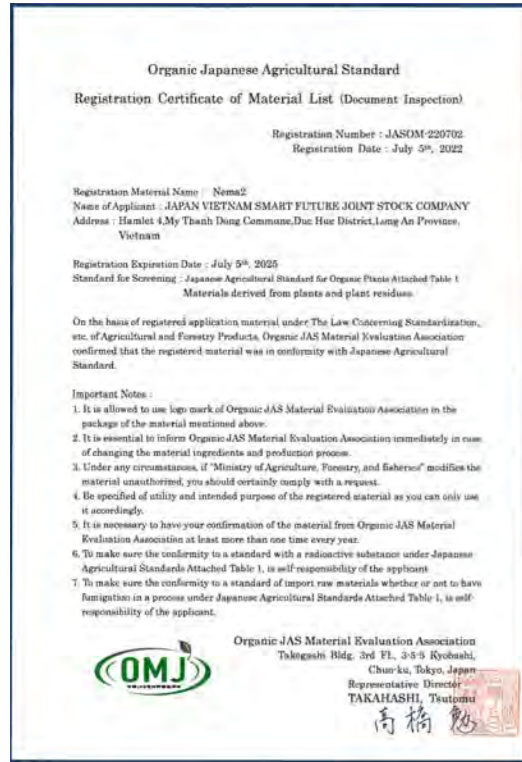 Organic Japanese Agricultural Standard
Registration Certificate of Material List (Document Inspection)
Registration Number : JASOM-220702
Registration Date : July 5th, 2022
Registration Material Name : Nema2
Name of Applicant : JAPAN VIETNAM SMART FUTURE JOINT STOCK COMPANY
Address : Hamlet 4,My Thanh Dong Commune,Duc Hue District,Long An Province,
Vietnam
Registration Expiration Date : July 5th, 2025
Standard for Screening : Japanese Agricultural Standard for Organic Plants Attached Table 1
Materials derived from plants and plant residues
On the basis of registered application material under The Law Concerning Standardization,
etc. of Agricultural and Forestry Products, Organic JAS Material Evaluation Association
confirmed that the registered material was in conformity with Japanese Agricultural
Standard.
Important Notes :
1. It is allowed to use logo mark of Organic JAS Material Evaluation Association in the
package of the material mentioned above.
2. It is essential to inform Organic JAS Material Evaluation Association immediately in case
of changing the material ingredients and production process.
3. Under any circumstances, if "Ministry of Agriculture, Forestry, and fisheries" modifies the
material unauthorized, you should certainly comply with a request.
4. Be specified of utility and intended purpose of the registered material as you can only use
it accordingly.
5. It is necessary to have your confirmation of the material from Organic JAS Material
Evaluation Association at least more than one time every year.
6. To make sure the conformity to a standard with a radioactive substance under Japanese
Agricultural Standards Attached Table 1, is self-responsibility of the applicant
7. To make sure the conformity to a standard of import raw materials whether or not to have
fumigation in a process under Japanese Agricultural Standards Attached Table 1, is self-
responsibility of the applicant.
Organic JAS Material Evaluation Association
Takegashi Bldg. 3rd Fl., 3-5-8 Kyobashi,
Chuo-ku, Tokyo, Japan
Representative Director
TAKAHASHI, Tsutomu
高橋 勉
OMJ